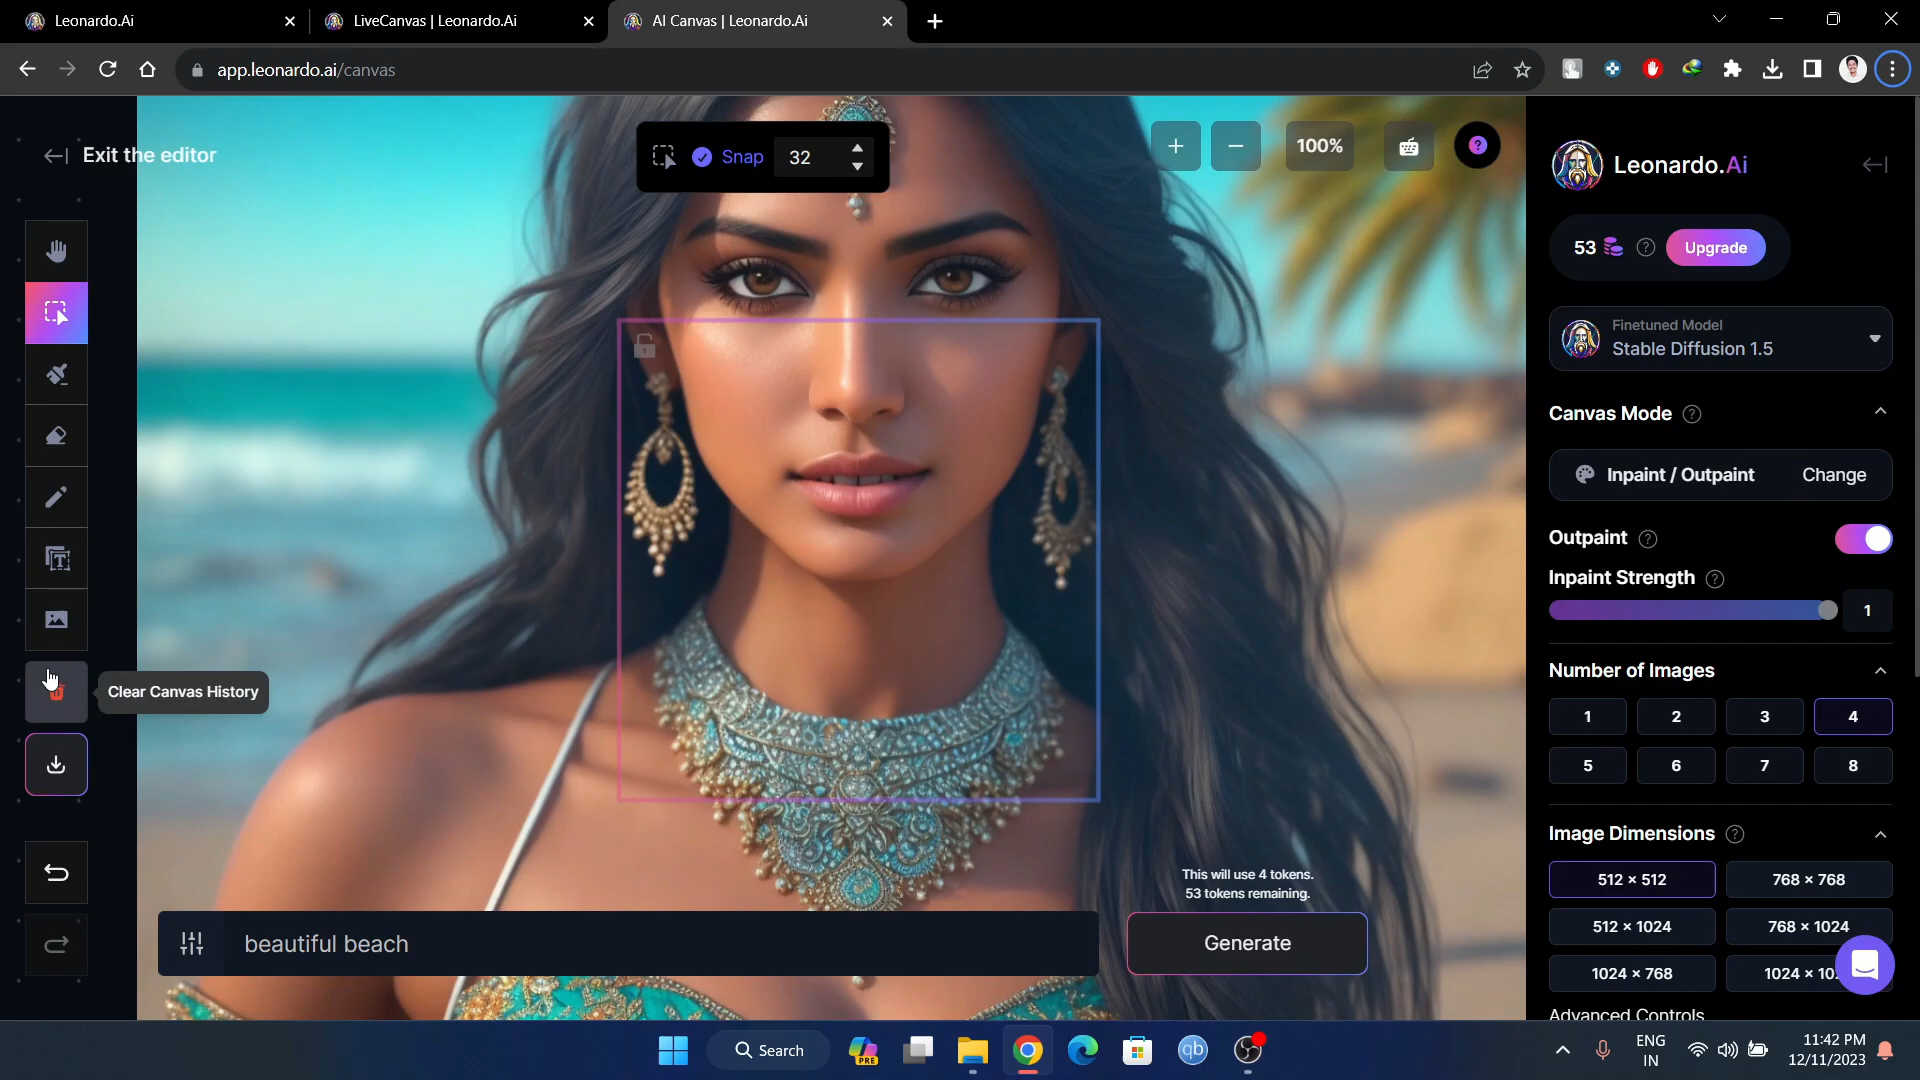 Leonardo.Ai
LiveCanvas | Leonardo.Ai
AI Canvas | Leonardo.Ai
app.leonardo.ai/canvas
Exit the editor
Snap
32
100%
?
Leonardo.Ai
53
?
Upgrade
Finetuned Model
Stable Diffusion 1.5
Canvas Mode ?
Inpaint / Outpaint
Change
Outpaint ?
Inpaint Strength ?
1
Clear Canvas History
Number of Images
1 2 3 4
5 6 7 8
Image Dimensions ?
512 × 512
768 × 768
512 × 1024
768 × 1024
1024 × 768
This will use 4 tokens.
53 tokens remaining.
beautiful beach
Generate
Advanced Controls
Search
PRE
qb
ENG
IN
11:42 PM
12/11/2023